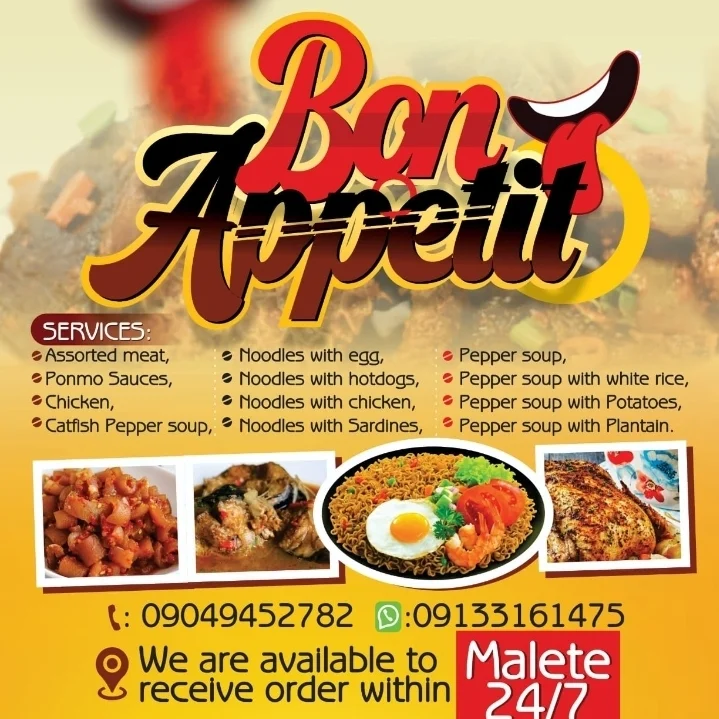 Bon
Appetit
SERVICES:
Assorted meat,
Ponmo Sauces,
Chicken,
Catfish Pepper soup,
Noodles with egg,
Noodles with hotdogs,
Noodles with chicken,
Noodles with Sardines,
Pepper soup,
Pepper soup with white rice,
Pepper soup with Potatoes,
Pepper soup with Plantain.
: 09049452782 :09133161475
We are available to
receive order within
Malete
24/7